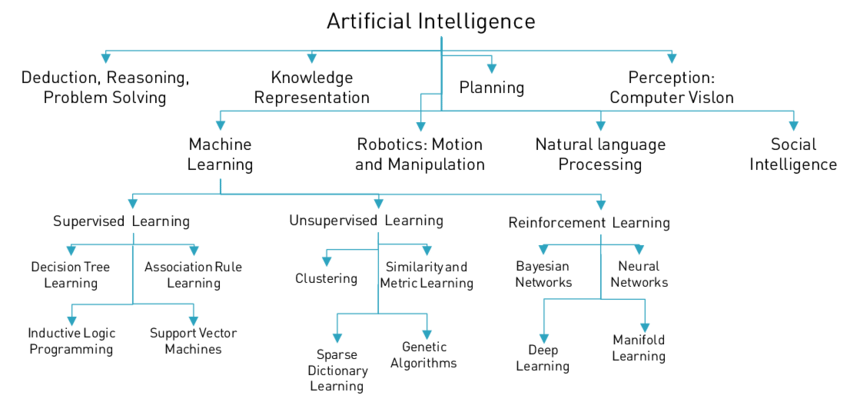 Artificial Intelligence
Deduction, Reasoning,
Problem Solving
Knowledge
Representation
Planning
Perception:
Computer Vislon
Machine
Learning
Robotics: Motion
and Manipulation
Natural language
Processing
Social
Intelligence
Supervised Learning
Unsupervised Learning
Reinforcement Learning
Decision Tree
Learning
Association Rule
Learning
Clustering
Similarity and
Metric Learning
Bayesian
Networks
Neural
Networks
Inductive Logic
Programming
Support Vector
Machines
Sparse
Dictionary
Learning
Genetic
Algorithms
Deep
Learning
Manifold
Learning